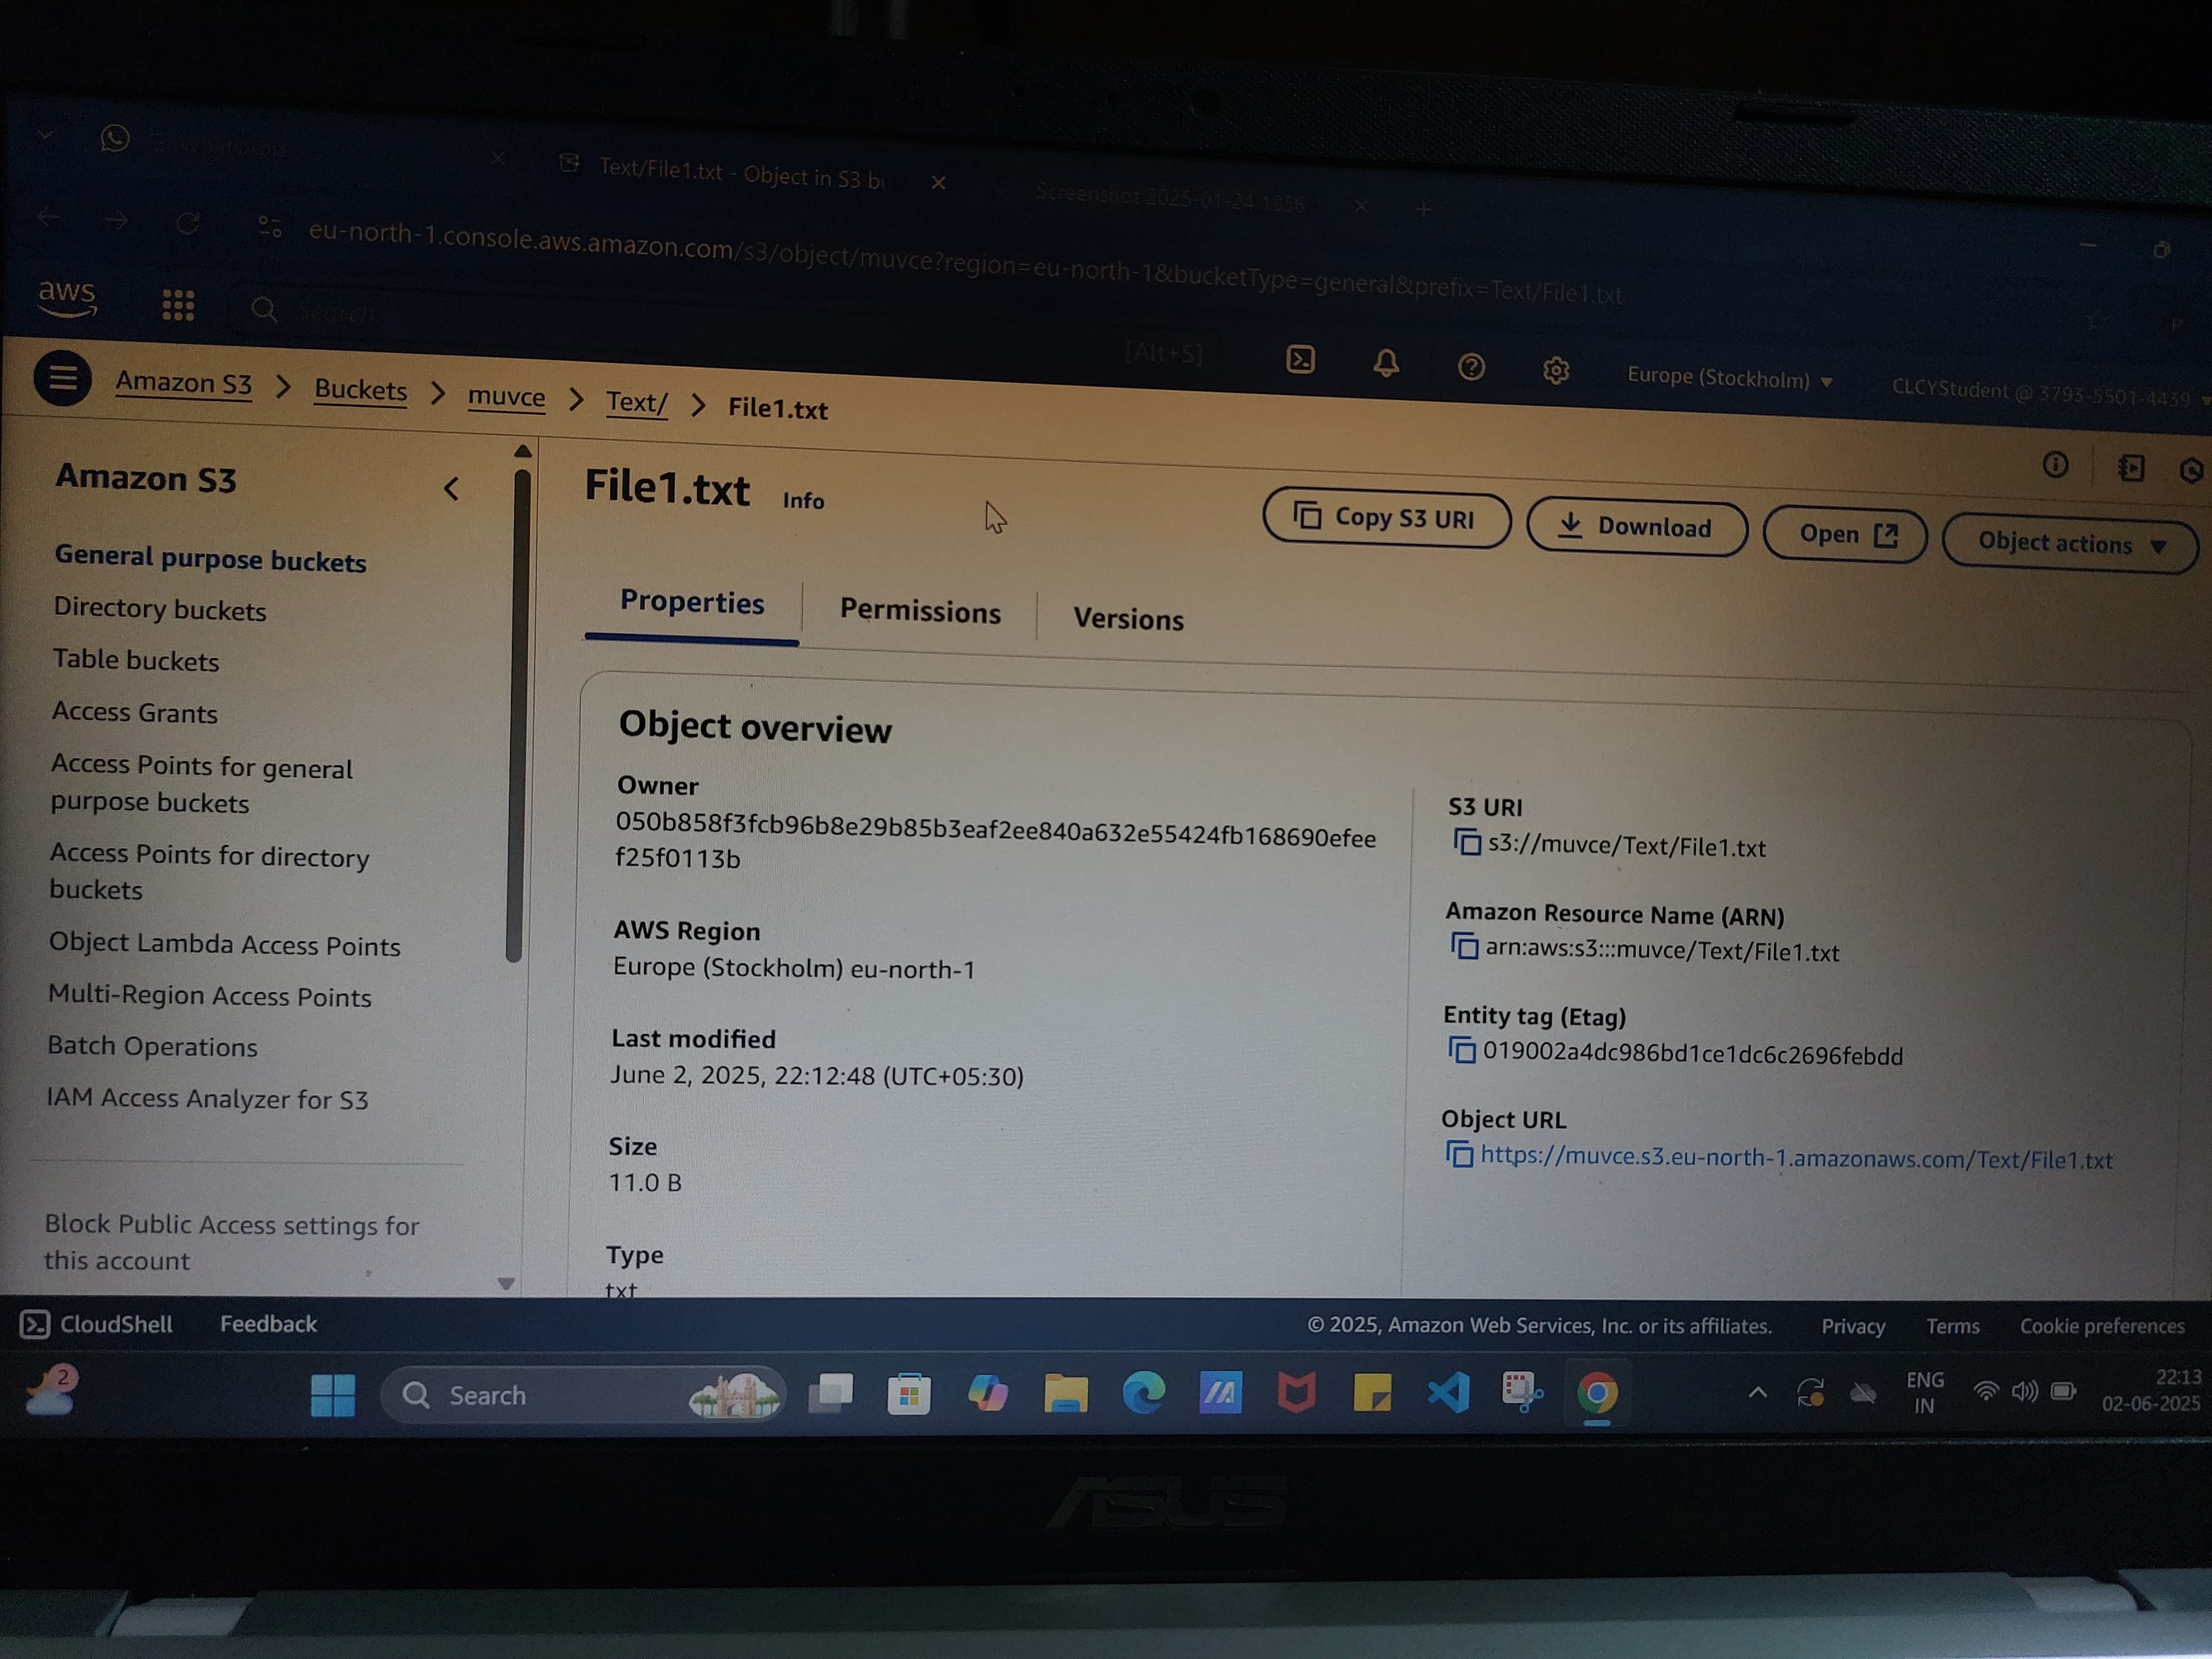 Text/File1.txt - Object in S3 b
Screenshot 2025-01-24 1856
eu-north-1.console.aws.amazon.com/s3/object/muvce?region=eu-north-1&bucketType=general&prefix=Text/File1.txt
aws
Search
[Alt+S]
Europe (Stockholm)
CLCYStudent @ 3793-5501-4439
Amazon S3
Buckets
muvce
Text/
File1.txt
Amazon S3
General purpose buckets
Directory buckets
Table buckets
Access Grants
Access Points for general
purpose buckets
Access Points for directory
buckets
Object Lambda Access Points
Multi-Region Access Points
Batch Operations
IAM Access Analyzer for S3
Block Public Access settings for
this account
File1.txt Info
Copy S3 URI
Download
Open
Object actions
Properties
Permissions
Versions
Object overview
Owner
050b858f3fcb96b8e29b85b3eaf2ee840a632e55424fb168690efee
f25f0113b
AWS Region
Europe (Stockholm) eu-north-1
Last modified
June 2, 2025, 22:12:48 (UTC+05:30)
Size
11.0 B
Type
txt
S3 URI
s3://muvce/Text/File1.txt
Amazon Resource Name (ARN)
arn:aws:s3:::muvce/Text/File1.txt
Entity tag (Etag)
019002a4dc986bd1ce1dc6c2696febdd
Object URL
https://muvce.s3.eu-north-1.amazonaws.com/Text/File1.txt
CloudShell
Feedback
© 2025, Amazon Web Services, Inc. or its affiliates.
Privacy
Terms
Cookie preferences
2
Search
ENG
IN
22:13
02-06-2025
ASUS